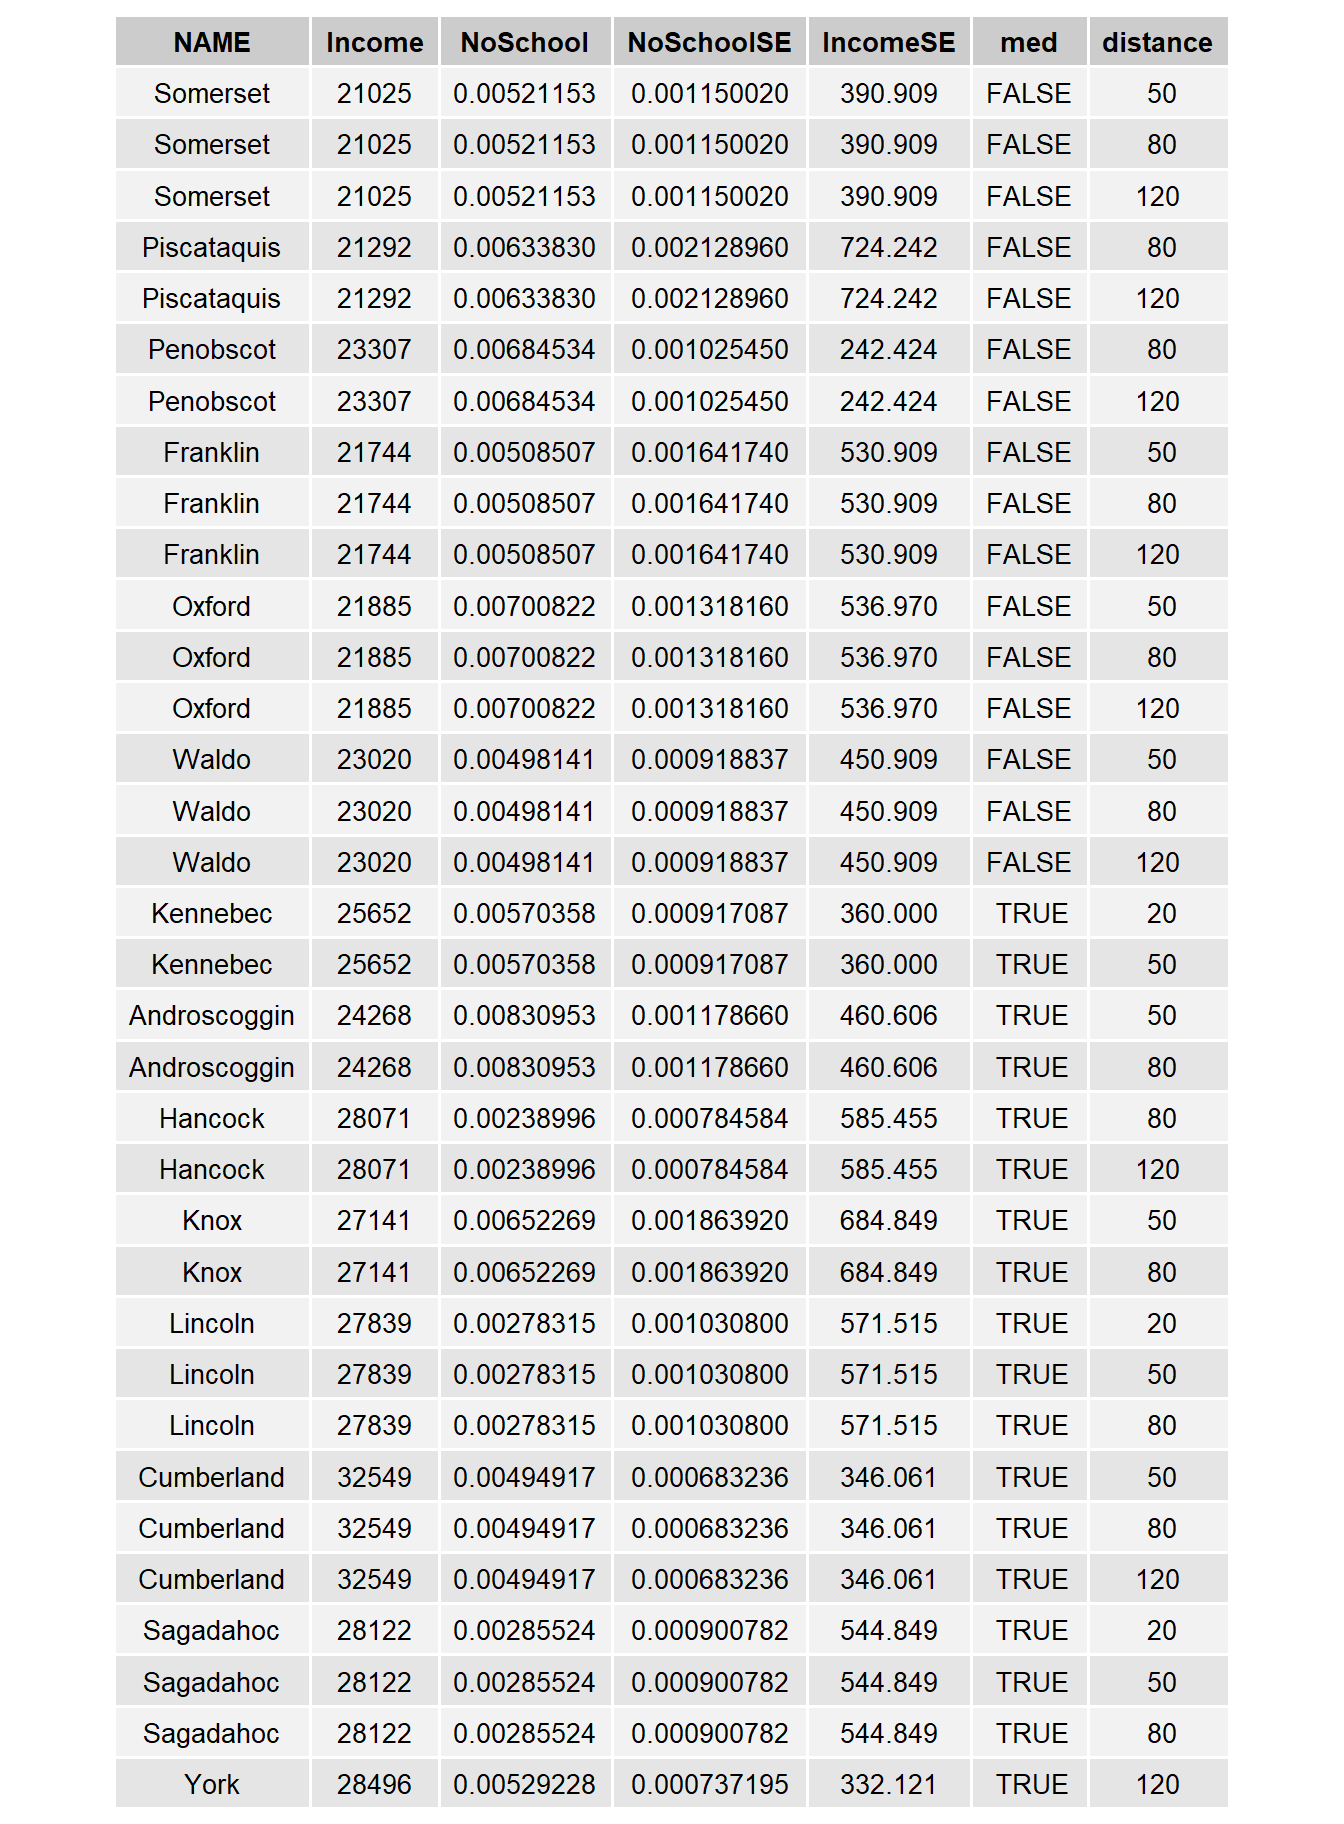 NAME Income NoSchool NoSchoolSE IncomeSE med distance
Somerset 21025 0.00521153 0.001150020 390.909 FALSE 50
Somerset 21025 0.00521153 0.001150020 390.909 FALSE 80
Somerset 21025 0.00521153 0.001150020 390.909 FALSE 120
Piscataquis 21292 0.00633830 0.002128960 724.242 FALSE 80
Piscataquis 21292 0.00633830 0.002128960 724.242 FALSE 120
Penobscot 23307 0.00684534 0.001025450 242.424 FALSE 80
Penobscot 23307 0.00684534 0.001025450 242.424 FALSE 120
Franklin 21744 0.00508507 0.001641740 530.909 FALSE 50
Franklin 21744 0.00508507 0.001641740 530.909 FALSE 80
Franklin 21744 0.00508507 0.001641740 530.909 FALSE 120
Oxford 21885 0.00700822 0.001318160 536.970 FALSE 50
Oxford 21885 0.00700822 0.001318160 536.970 FALSE 80
Oxford 21885 0.00700822 0.001318160 536.970 FALSE 120
Waldo 23020 0.00498141 0.000918837 450.909 FALSE 50
Waldo 23020 0.00498141 0.000918837 450.909 FALSE 80
Waldo 23020 0.00498141 0.000918837 450.909 FALSE 120
Kennebec 25652 0.00570358 0.000917087 360.000 TRUE 20
Kennebec 25652 0.00570358 0.000917087 360.000 TRUE 50
Androscoggin 24268 0.00830953 0.001178660 460.606 TRUE 50
Androscoggin 24268 0.00830953 0.001178660 460.606 TRUE 80
Hancock 28071 0.00238996 0.000784584 585.455 TRUE 80
Hancock 28071 0.00238996 0.000784584 585.455 TRUE 120
Knox 27141 0.00652269 0.001863920 684.849 TRUE 50
Knox 27141 0.00652269 0.001863920 684.849 TRUE 80
Lincoln 27839 0.00278315 0.001030800 571.515 TRUE 20
Lincoln 27839 0.00278315 0.001030800 571.515 TRUE 50
Lincoln 27839 0.00278315 0.001030800 571.515 TRUE 80
Cumberland 32549 0.00494917 0.000683236 346.061 TRUE 50
Cumberland 32549 0.00494917 0.000683236 346.061 TRUE 80
Cumberland 32549 0.00494917 0.000683236 346.061 TRUE 120
Sagadahoc 28122 0.00285524 0.000900782 544.849 TRUE 20
Sagadahoc 28122 0.00285524 0.000900782 544.849 TRUE 50
Sagadahoc 28122 0.00285524 0.000900782 544.849 TRUE 80
York 28496 0.00529228 0.000737195 332.121 TRUE 120